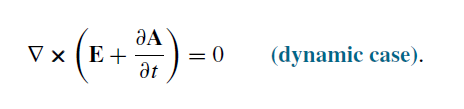 ∇ × (E + ∂A/∂t) = 0 (dynamic case).